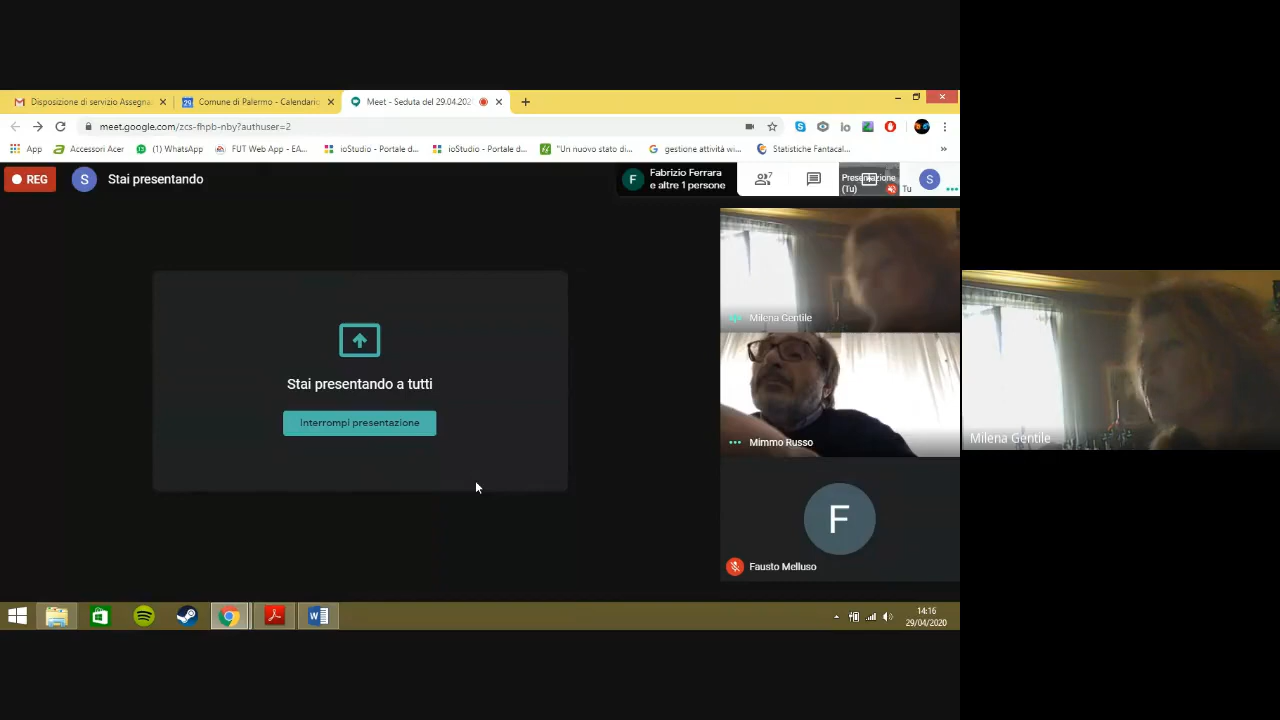 Disposizione di servizio Assegna
Comune di Palermo - Calendario
Meet - Seduta del 29.04.202
meet.google.com/zcs-fhpb-nby?authuser=2
App
Accessori Acer
(1) WhatsApp
FUT Web App - EA...
ioStudio - Portale d...
ioStudio - Portale d...
"Un nuovo stato di...
gestione attività wi...
Statistiche Fantacal...
»
REG
S
Stai presentando
F
Fabrizio Ferrara
e altre 1 persone
7
Presentazione
(Tu)
Tu
S
Stai presentando a tutti
Interrompi presentazione
Milena Gentile
Mimmo Russo
F
Fausto Melluso
Milena Gentile
14:16
29/04/2020